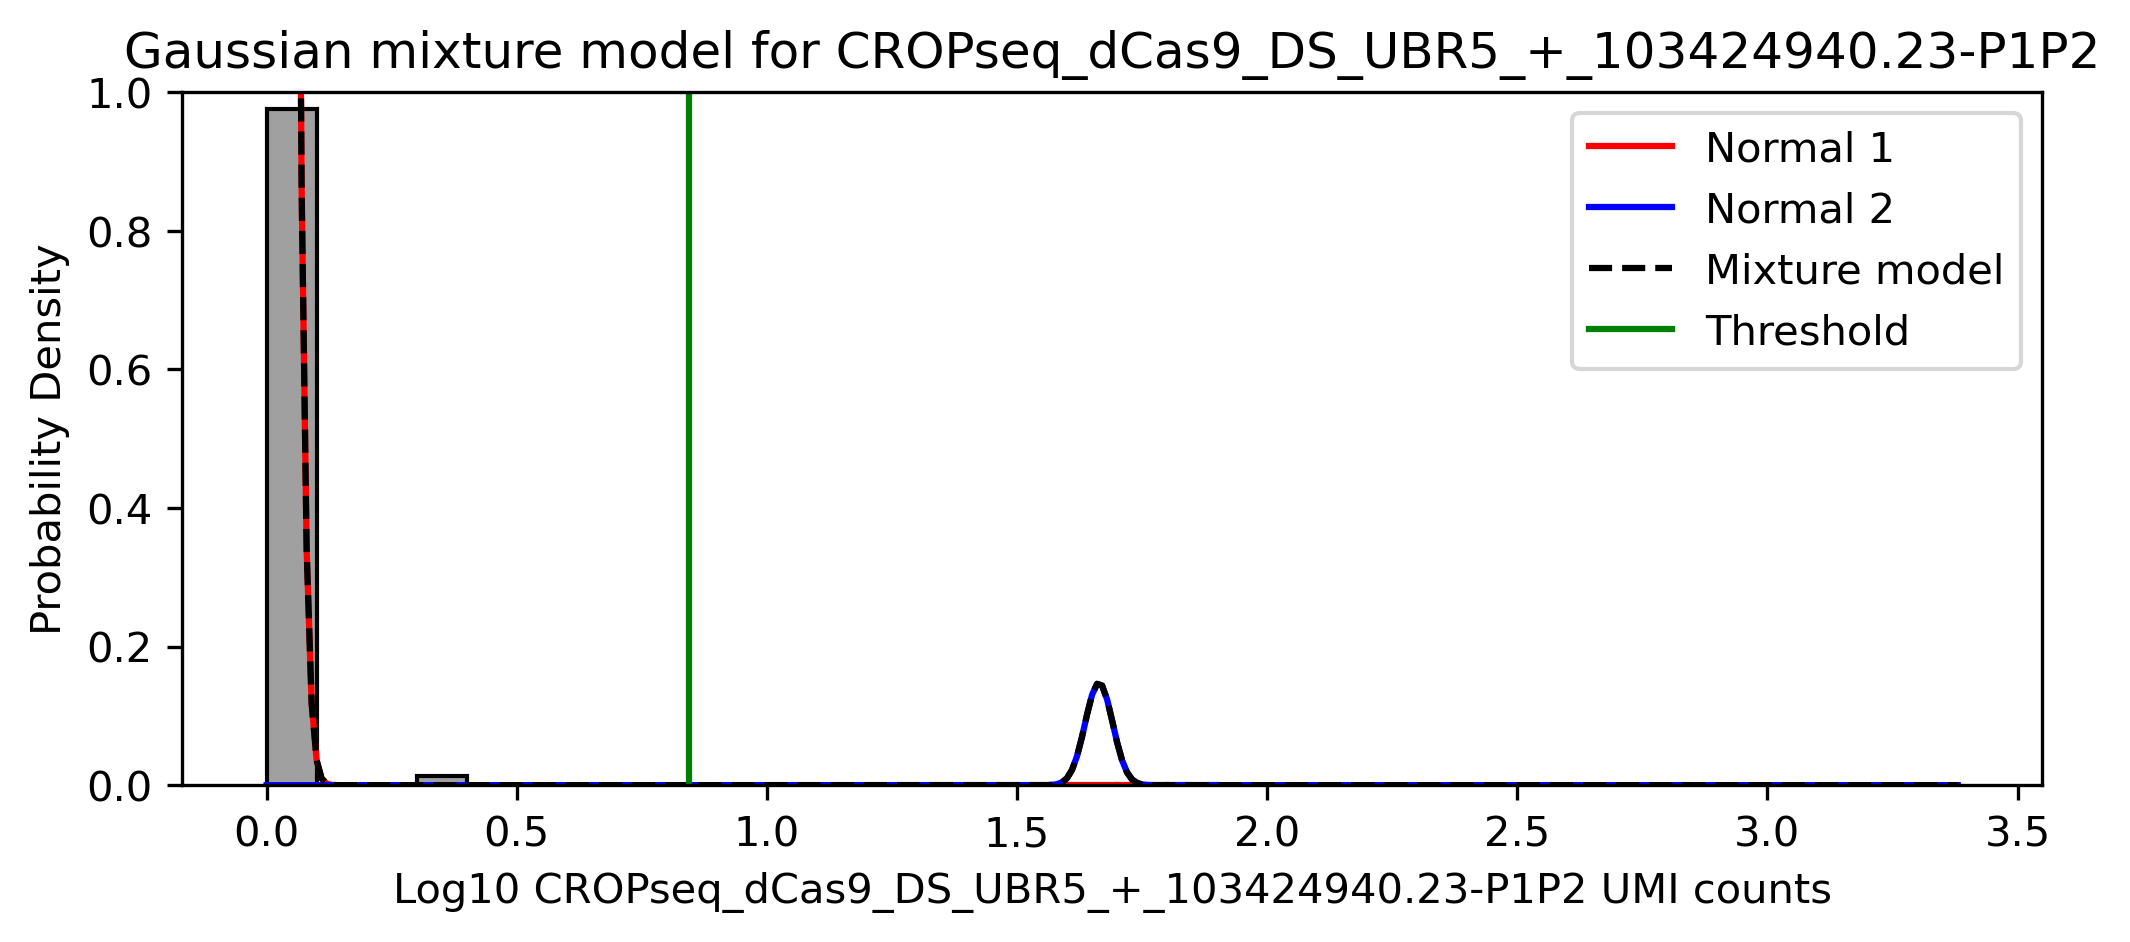 Gaussian mixture model for CROPseq_dCas9_DS_UBR5_+_103424940.23-P1P2
1.0
0.8
0.6
0.4
0.2
0.0
Probability Density
Normal 1
Normal 2
Mixture model
Threshold
0.0 0.5 1.0 1.5 2.0 2.5 3.0 3.5
Log10 CROPseq_dCas9_DS_UBR5_+_103424940.23-P1P2 UMI counts